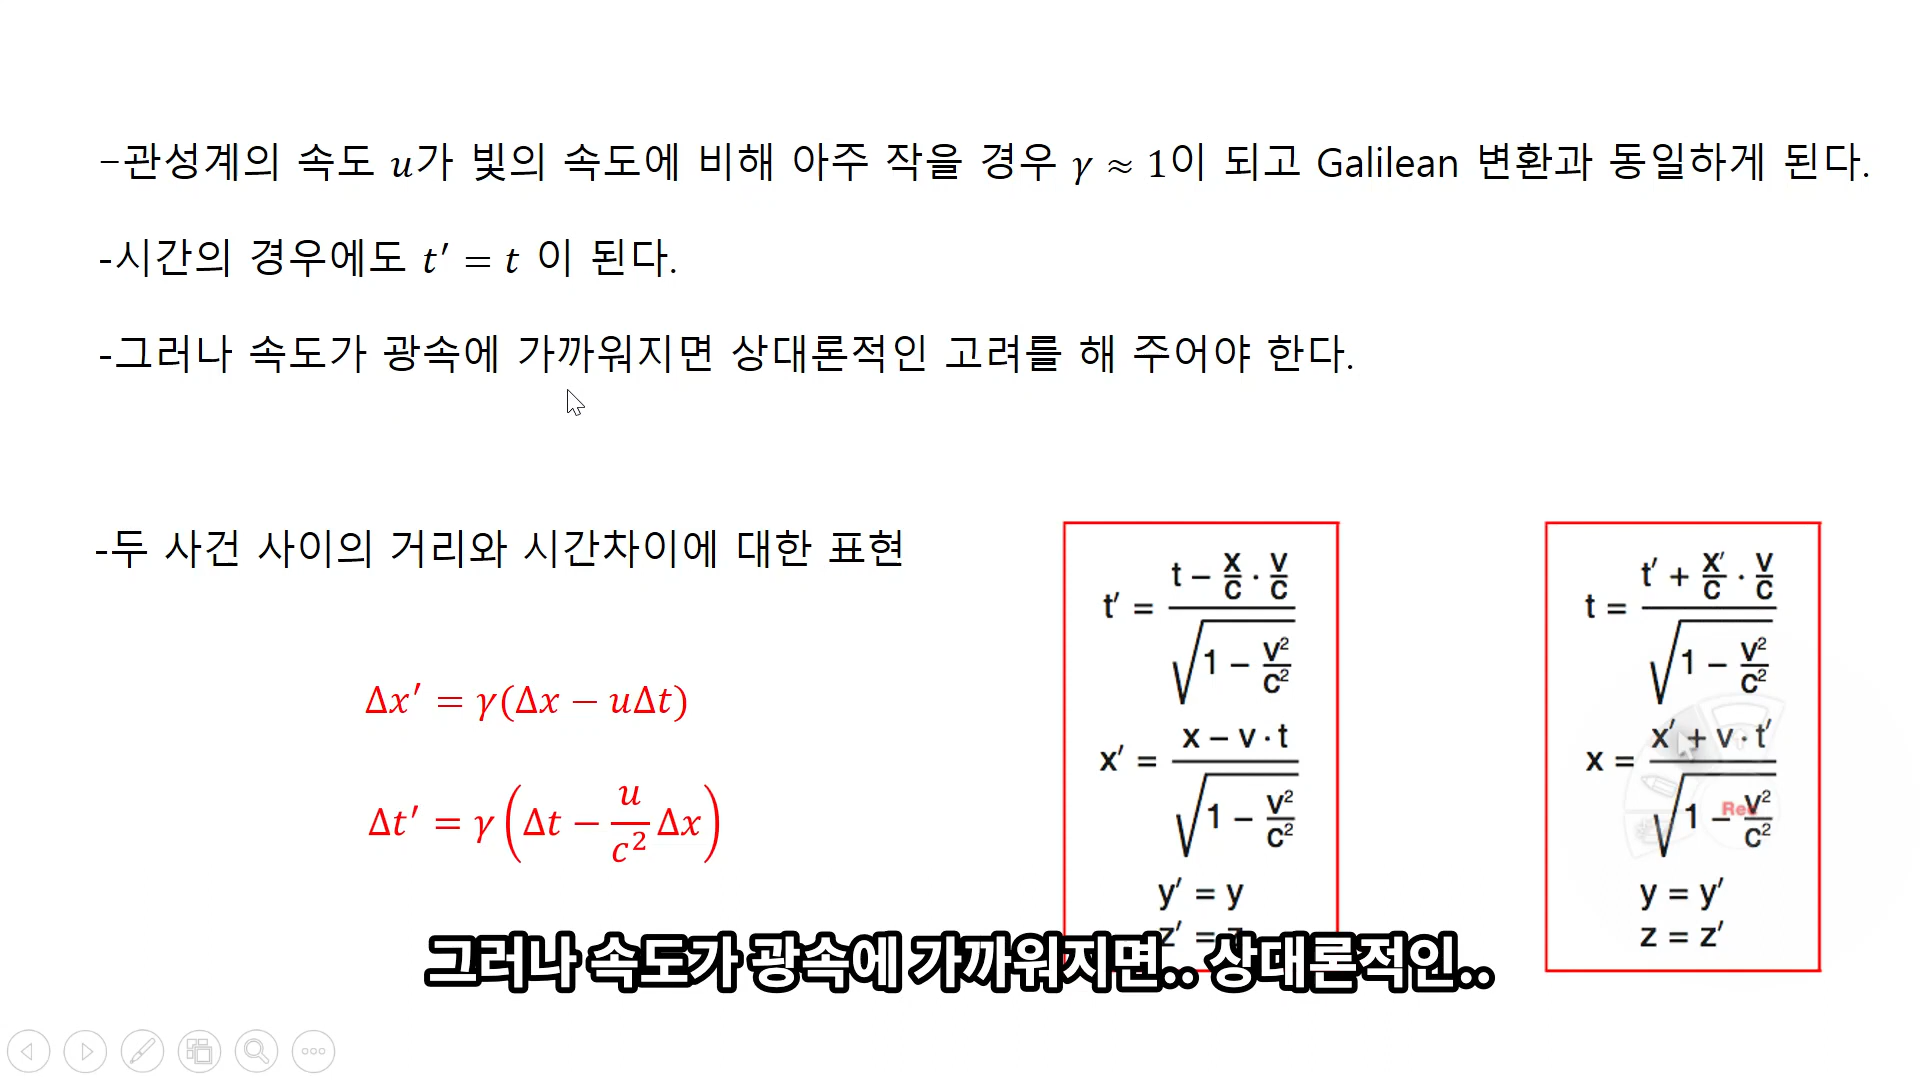 -관성계의 속도 u가 빛의 속도에 비해 아주 작을 경우 γ ≈ 1이 되고 Galilean 변환과 동일하게 된다.
-시간의 경우에도 t′ = t 이 된다.
-그러나 속도가 광속에 가까워지면 상대론적인 고려를 해 주어야 한다.
-두 사건 사이의 거리와 시간차이에 대한 표현
Δx′ = γ(Δx − uΔt)
Δt′ = γ(Δt − u/c² Δx)
t′ = (t − x/c · v/c) / √(1 − v²/c²)
x′ = (x − v · t) / √(1 − v²/c²)
y′ = y
z′ = z
t = (t′ + x′/c · v/c) / √(1 − v²/c²)
x = (x′ + v · t′) / √(1 − v²/c²)
y = y′
z = z′
Rec
그러나 속도가 광속에 가까워지면.. 상대론적인..